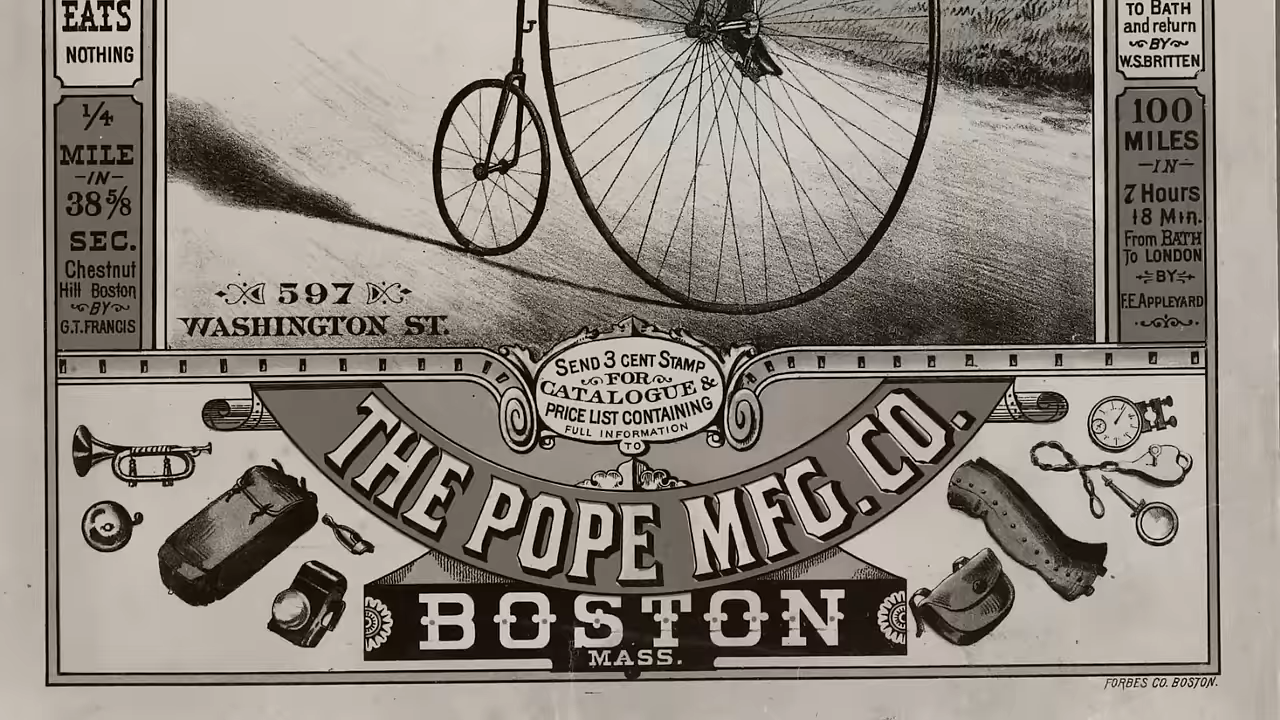 EATS
NOTHING
1/4
MILE
-IN-
38 5/8
SEC.
Chestnut
Hill Boston
BY
G.T. FRANCIS
TO BATH
and return
BY
W.S.BRITTEN
100
MILES
-IN-
7 Hours
18 Min.
From BATH
To LONDON
BY
F.E.APPLEYARD
597
WASHINGTON ST.
SEND 3 CENT STAMP
FOR
CATALOGUE &
PRICE LIST CONTAINING
FULL INFORMATION
TO
THE POPE MFG. CO.
BOSTON
MASS.
FORBES CO. BOSTON.